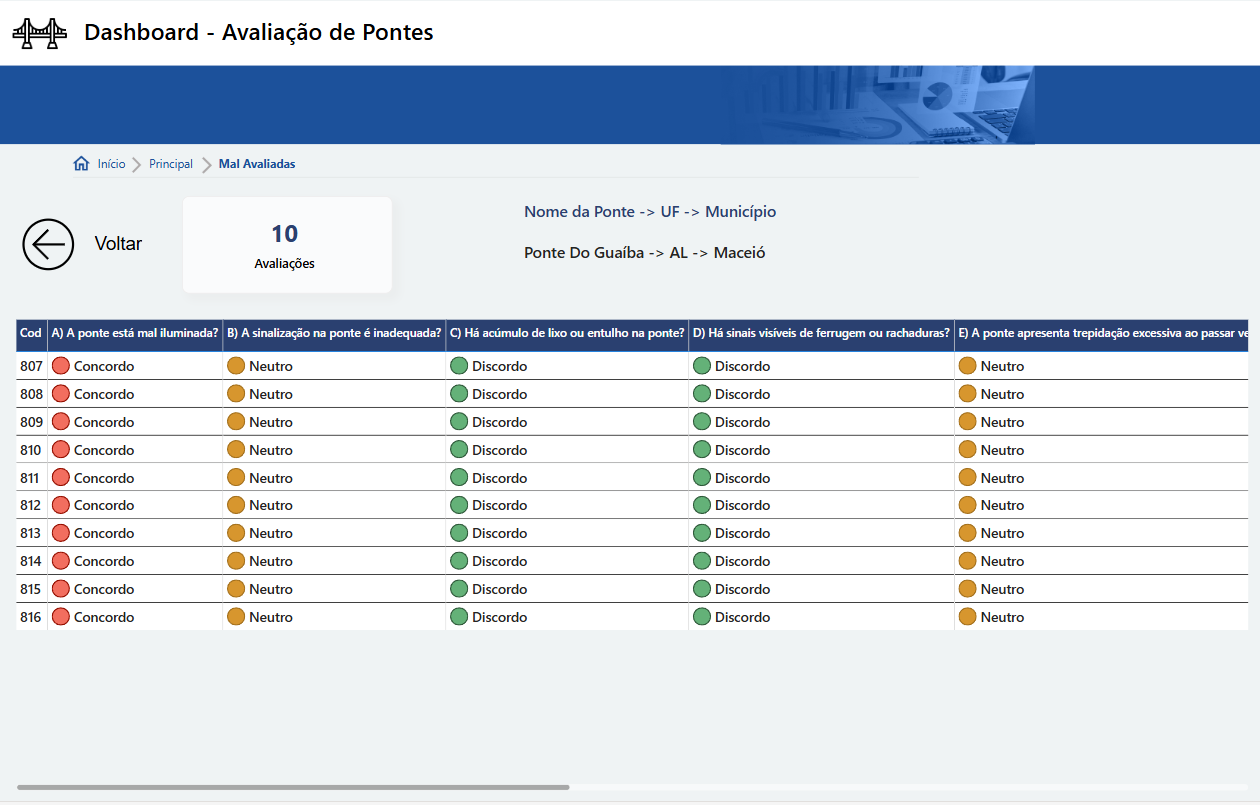 Dashboard - Avaliação de Pontes
Início Principal Mal Avaliadas
Voltar
10
Avaliações
Nome da Ponte -> UF -> Município
Ponte Do Guaíba -> AL -> Maceió
Cod A) A ponte está mal iluminada? B) A sinalização na ponte é inadequada? C) Há acúmulo de lixo ou entulho na ponte? D) Há sinais visíveis de ferrugem ou rachaduras? E) A ponte apresenta trepidação excessiva ao passar ve
807 Concordo Neutro Discordo Discordo Neutro
808 Concordo Neutro Discordo Discordo Neutro
809 Concordo Neutro Discordo Discordo Neutro
810 Concordo Neutro Discordo Discordo Neutro
811 Concordo Neutro Discordo Discordo Neutro
812 Concordo Neutro Discordo Discordo Neutro
813 Concordo Neutro Discordo Discordo Neutro
814 Concordo Neutro Discordo Discordo Neutro
815 Concordo Neutro Discordo Discordo Neutro
816 Concordo Neutro Discordo Discordo Neutro